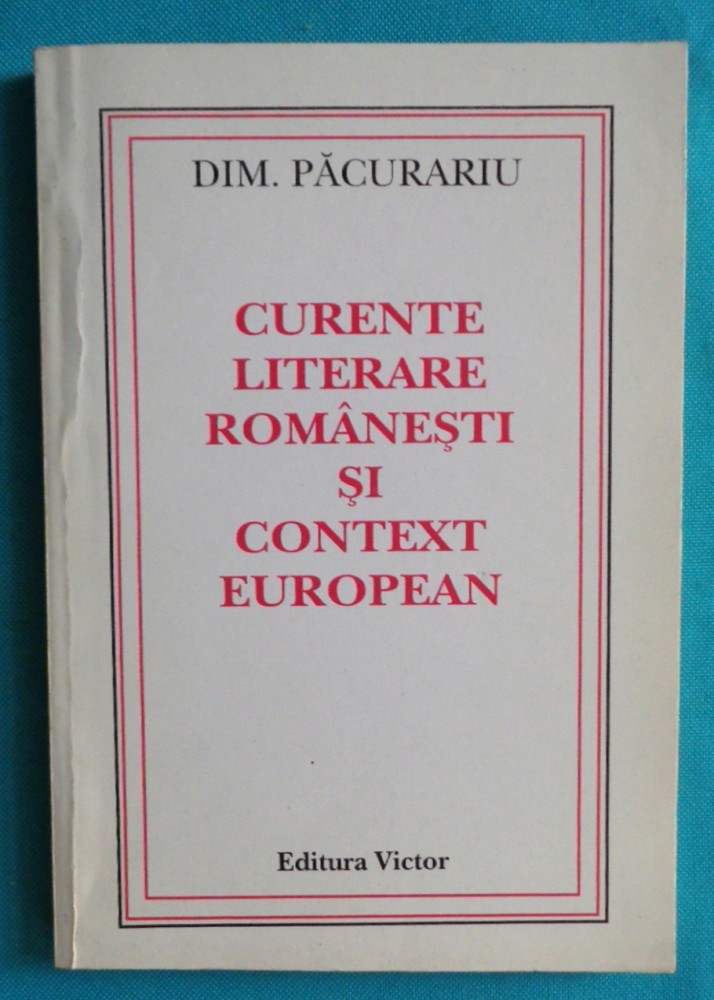 DIM. PĂCURARIU
CURENTE
LITERARE
ROMÂNEŞTI
ŞI
CONTEXT
EUROPEAN
Editura Victor